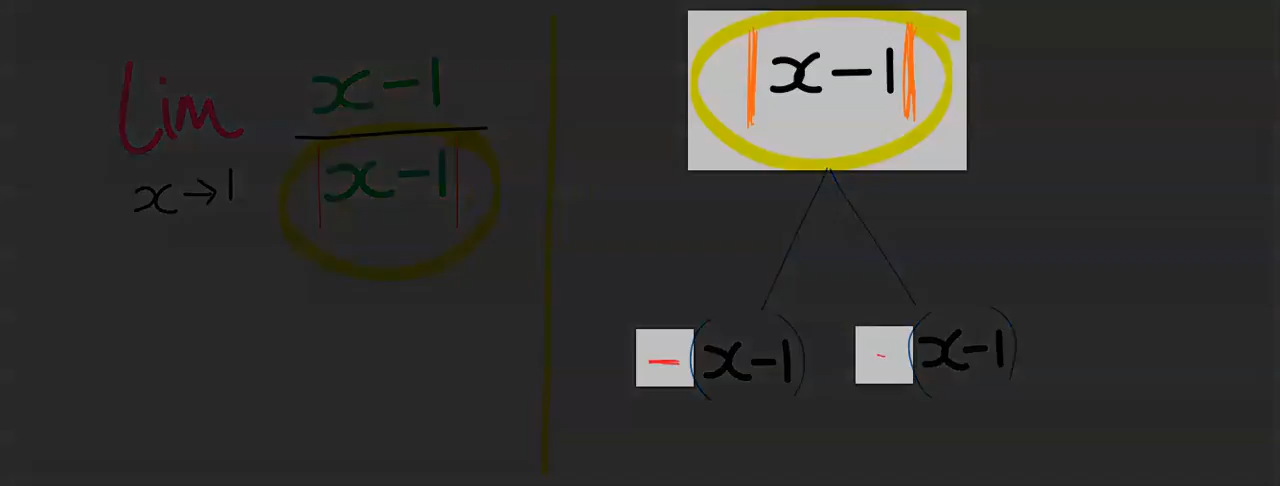 lim x→1 x-1
|x-1|
|x-1|
-(x-1) -(x-1)